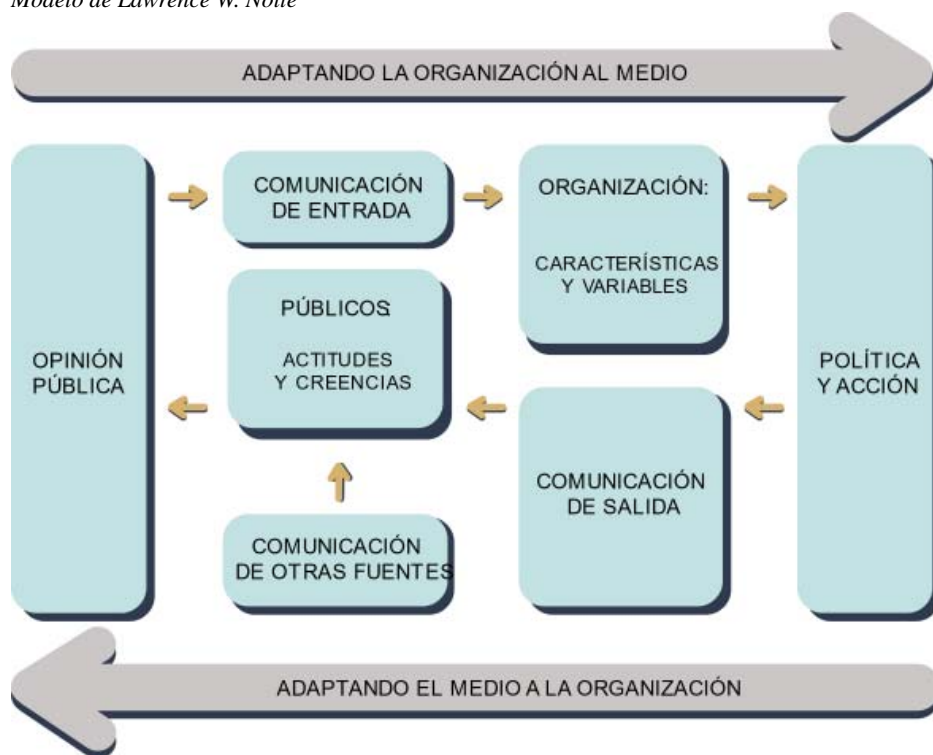 Modelo de Lawrence W. Nolte
ADAPTANDO LA ORGANIZACIÓN AL MEDIO
OPINIÓN
PÚBLICA
COMUNICACIÓN
DE ENTRADA
ORGANIZACIÓN:
CARACTERÍSTICAS
Y VARIABLES
POLÍTICA
Y ACCIÓN
PÚBLICOS:
ACTITUDES
Y CREENCIAS
COMUNICACIÓN
DE SALIDA
COMUNICACIÓN
DE OTRAS FUENTES
ADAPTANDO EL MEDIO A LA ORGANIZACIÓN